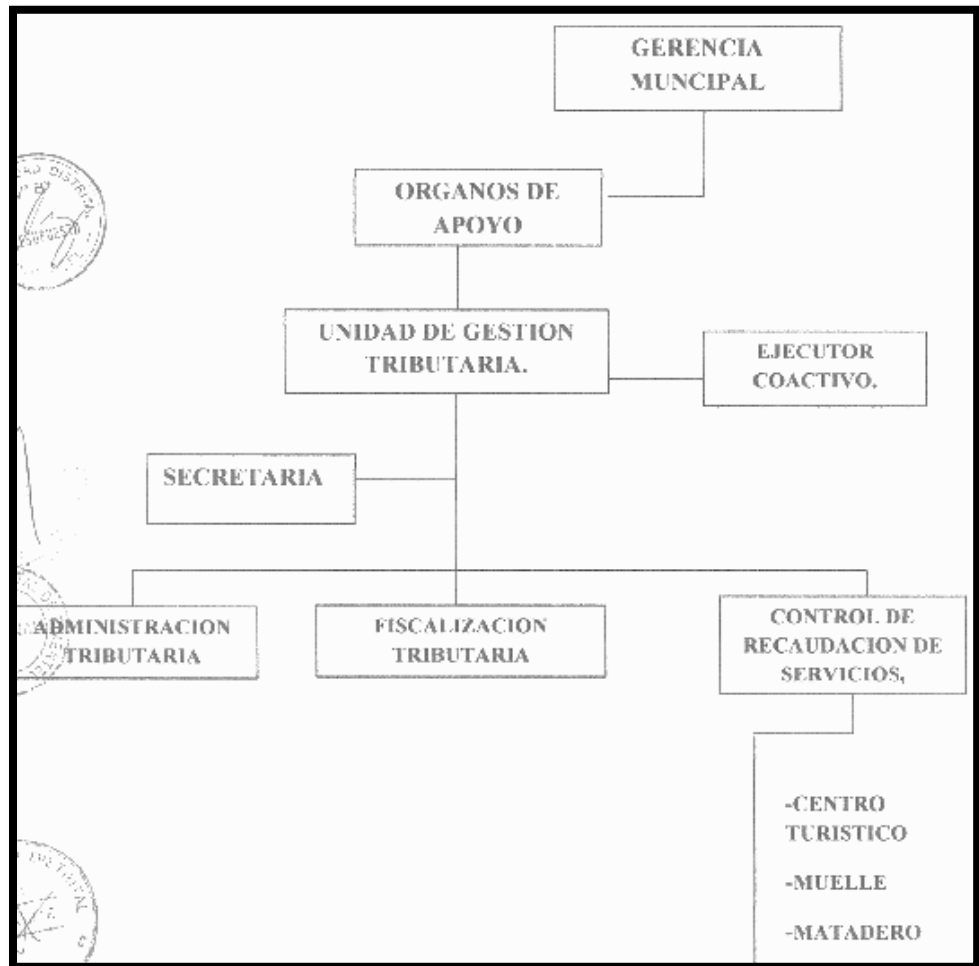 GERENCIA
MUNCIPAL
ORGANOS DE
APOYO
UNIDAD DE GESTION
TRIBUTARIA.
EJECUTOR
COACTIVO.
SECRETARIA
ADMINISTRACION
TRIBUTARIA
FISCALIZACION
TRIBUTARIA
CONTROL DE
RECAUDACION DE
SERVICIOS,
-CENTRO
TURISTICO
-MUELLE
-MATADERO